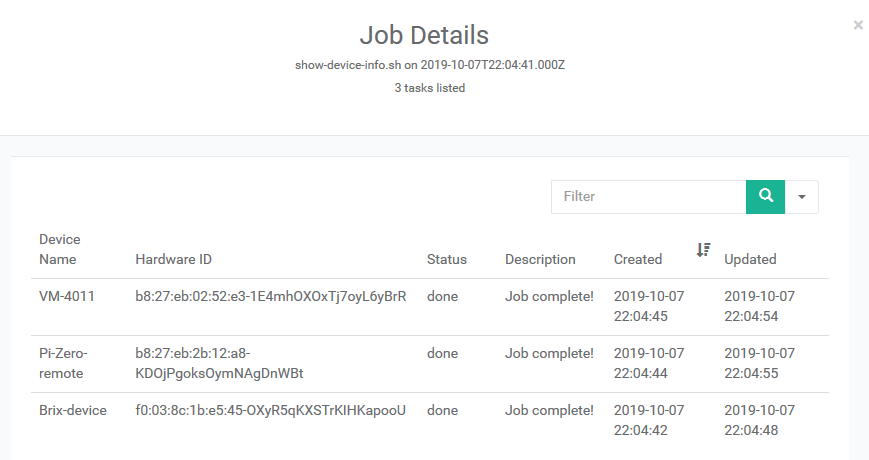 ×
Job Details
show-device-info.sh on 2019-10-07T22:04:41.000Z
3 tasks listed
Filter
Device
Name Hardware ID Status Description Created Updated
VM-4011 b8:27:eb:02:52:e3-1E4mhOXOxTj7oyL6yBrR done Job complete! 2019-10-07 2019-10-07
22:04:45 22:04:54
Pi-Zero- b8:27:eb:2b:12:a8- done Job complete! 2019-10-07 2019-10-07
remote KDOjPgoksOymNAgDnWBt 22:04:44 22:04:55
Brix-device f0:03:8c:1b:e5:45-OXyR5qKXSTrKIHKapooU done Job complete! 2019-10-07 2019-10-07
22:04:42 22:04:48